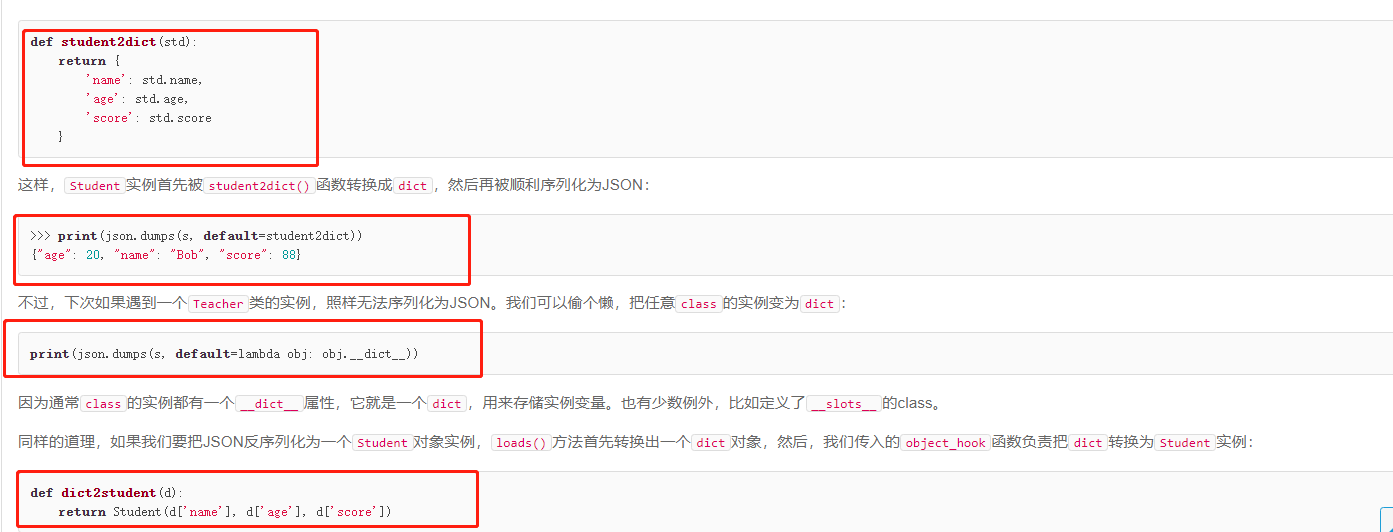 def student2dict(std):
    return {
        'name': std.name,
        'age': std.age,
        'score': std.score
    }
这样，Student实例首先被student2dict()函数转换成dict，然后再被顺利序列化为JSON：
>>> print(json.dumps(s, default=student2dict))
{"age": 20, "name": "Bob", "score": 88}
不过，下次如果遇到一个Teacher类的实例，照样无法序列化为JSON。我们可以偷个懒，把任意class的实例变为dict：
print(json.dumps(s, default=lambda obj: obj.__dict__))
因为通常class的实例都有一个__dict__属性，它就是一个dict，用来存储实例变量。也有少数例外，比如定义了__slots__的class。
同样的道理，如果我们要把JSON反序列化为一个Student对象实例，loads()方法首先转换出一个dict对象，然后，我们传入的object_hook函数负责把dict转换为Student实例：
def dict2student(d):
    return Student(d['name'], d['age'], d['score'])